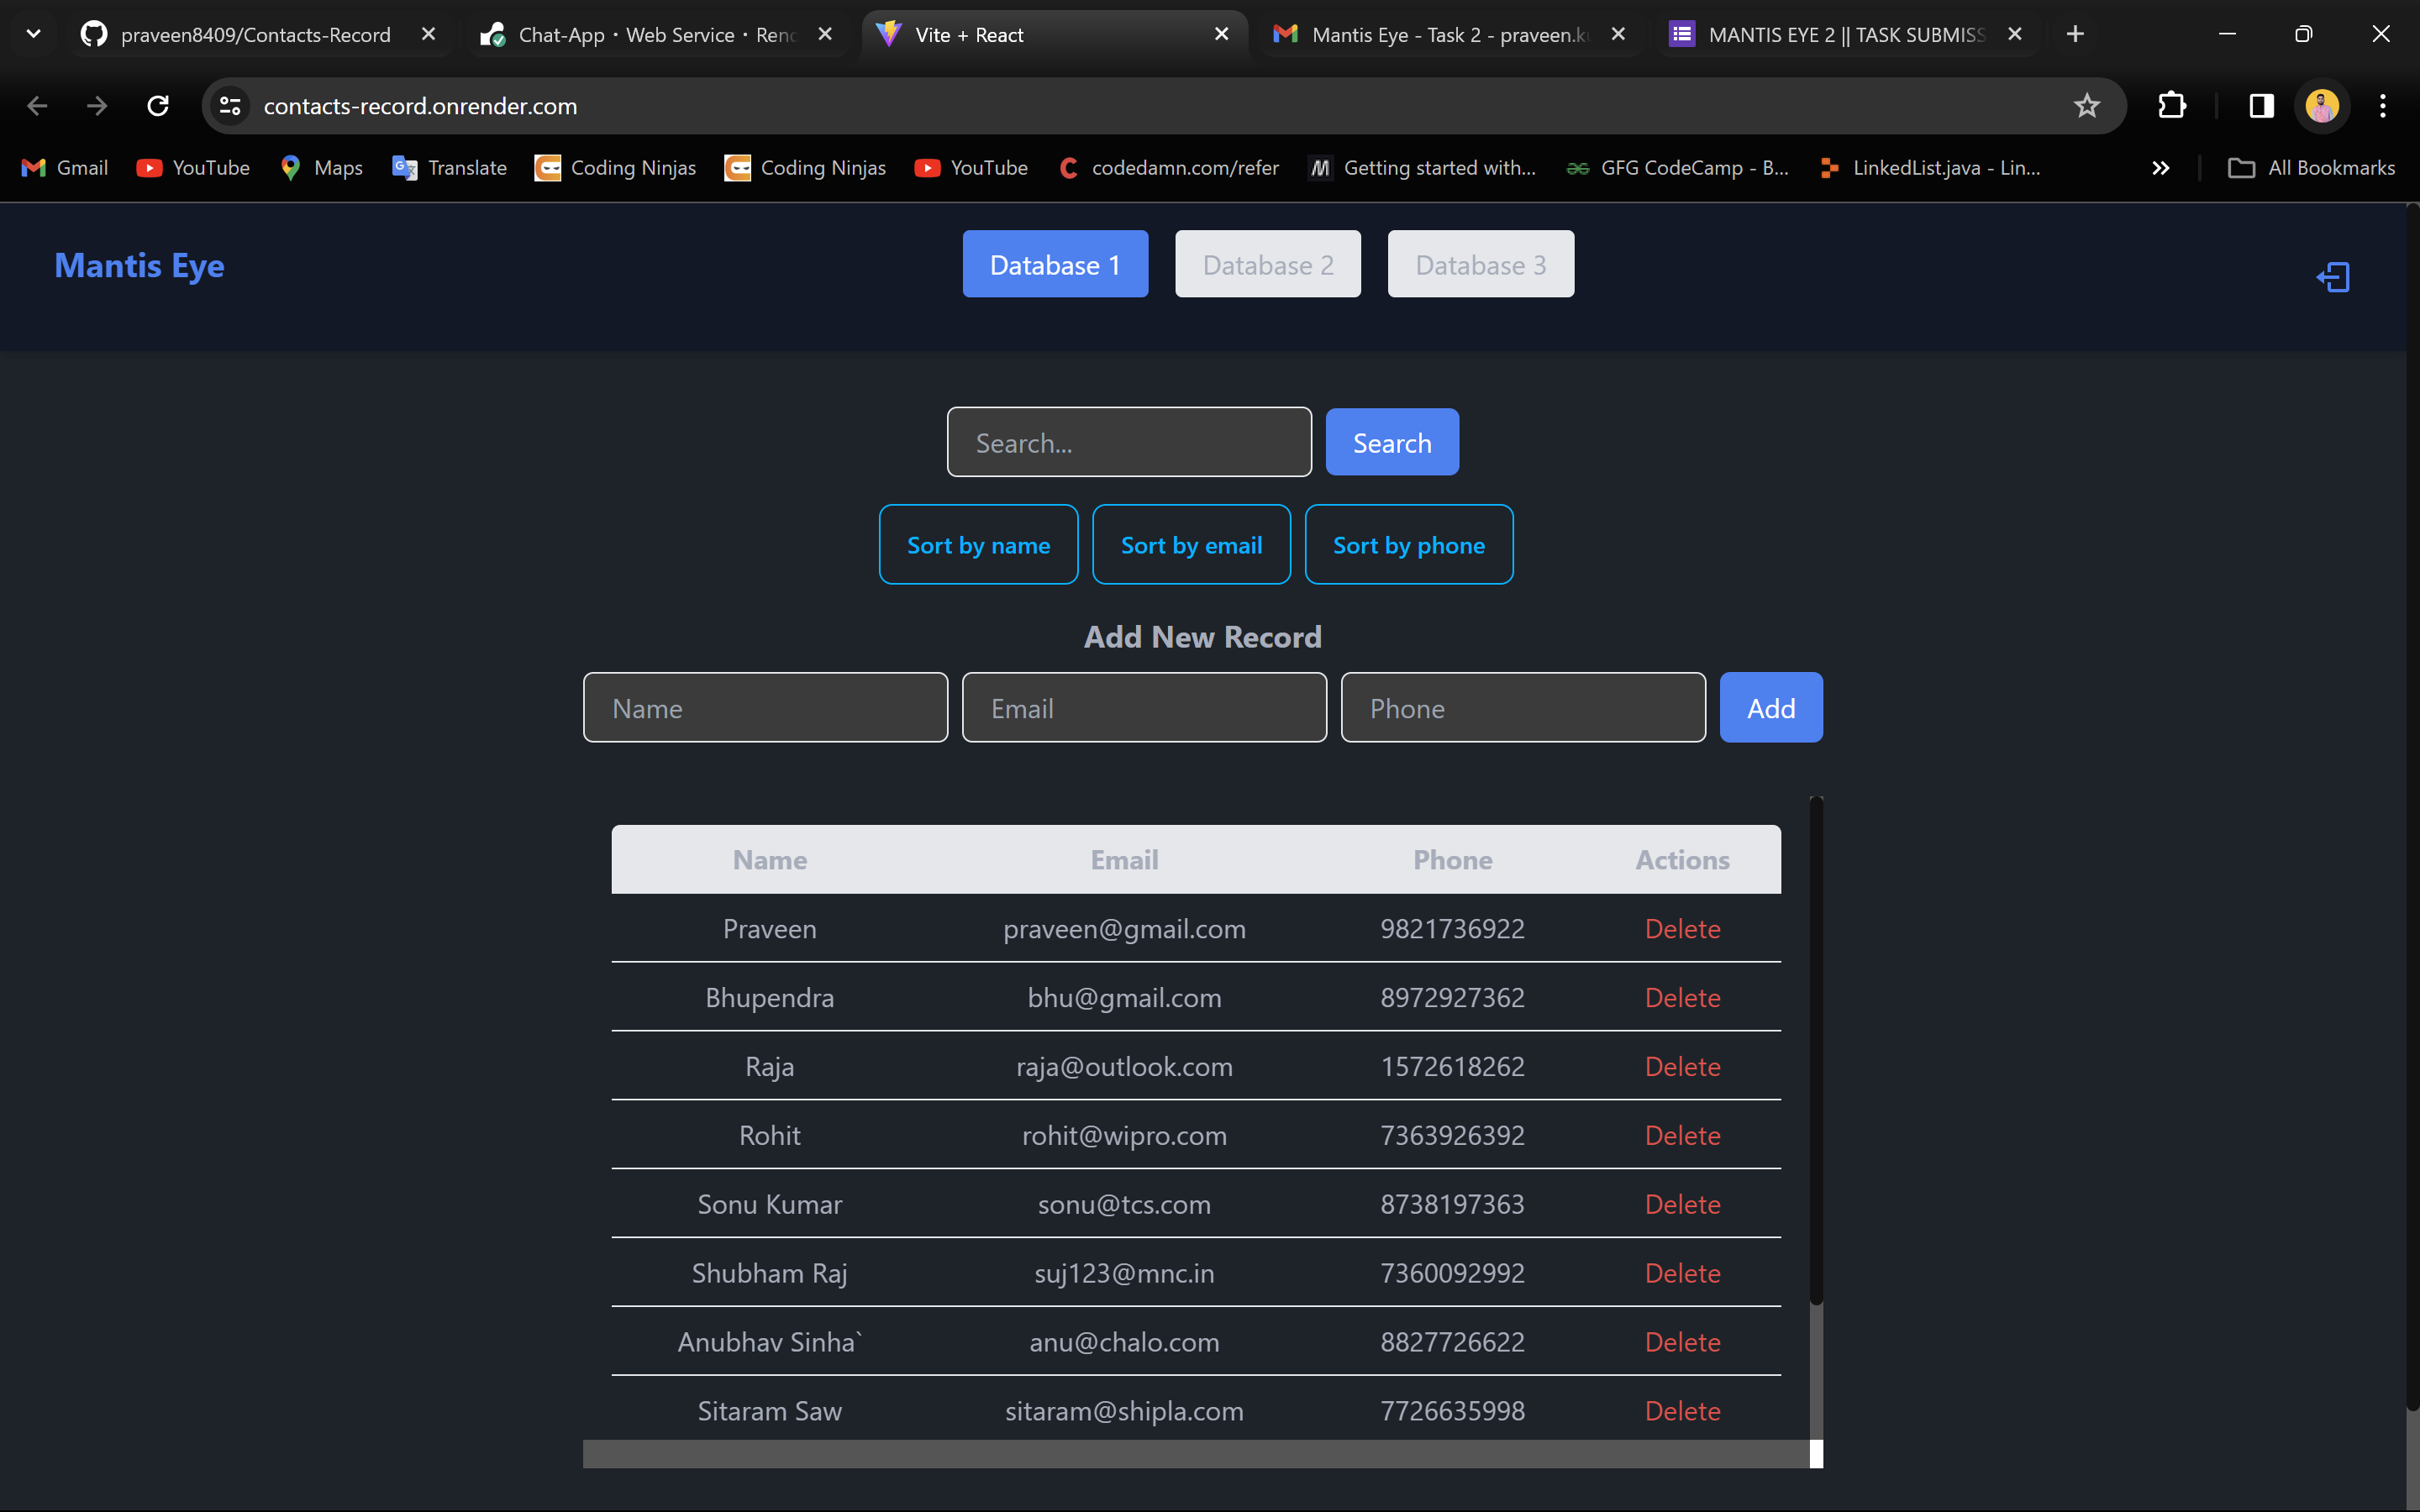 praveen8409/Contacts-Record
Chat-App · Web Service · Ren
Vite + React
Mantis Eye - Task 2 - praveen.k
MANTIS EYE 2 || TASK SUBMISS
contacts-record.onrender.com
Gmail YouTube Maps Translate Coding Ninjas Coding Ninjas YouTube codedamn.com/refer Getting started with... GFG CodeCamp - B... LinkedList.java - Lin... All Bookmarks
Mantis Eye Database 1 Database 2 Database 3
Search... Search
Sort by name Sort by email Sort by phone
Add New Record
Name Email Phone Add
Name Email Phone Actions
Praveen praveen@gmail.com 9821736922 Delete
Bhupendra bhu@gmail.com 8972927362 Delete
Raja raja@outlook.com 1572618262 Delete
Rohit rohit@wipro.com 7363926392 Delete
Sonu Kumar sonu@tcs.com 8738197363 Delete
Shubham Raj suj123@mnc.in 7360092992 Delete
Anubhav Sinha` anu@chalo.com 8827726622 Delete
Sitaram Saw sitaram@shipla.com 7726635998 Delete